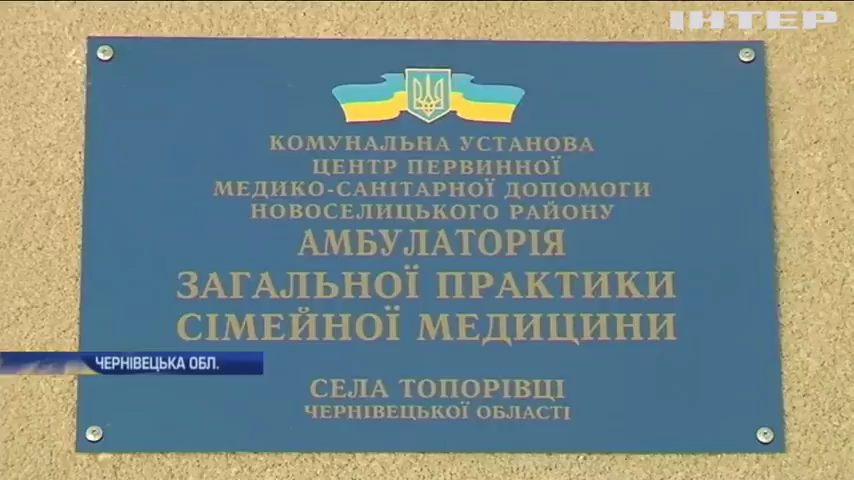 ІНТЕР
КОМУНАЛЬНА УСТАНОВА
ЦЕНТР ПЕРВИННОЇ
МЕДИКО-САНІТАРНОЇ ДОПОМОГИ
НОВОСЕЛИЦЬКОГО РАЙОНУ
АМБУЛАТОРІЯ
ЗАГАЛЬНОЇ ПРАКТИКИ
СІМЕЙНОЇ МЕДИЦИНИ
ЧЕРНІВЕЦЬКА ОБЛ.
СЕЛА ТОПОРІВЦІ
ЧЕРНІВЕЦЬКОЇ ОБЛАСТІ